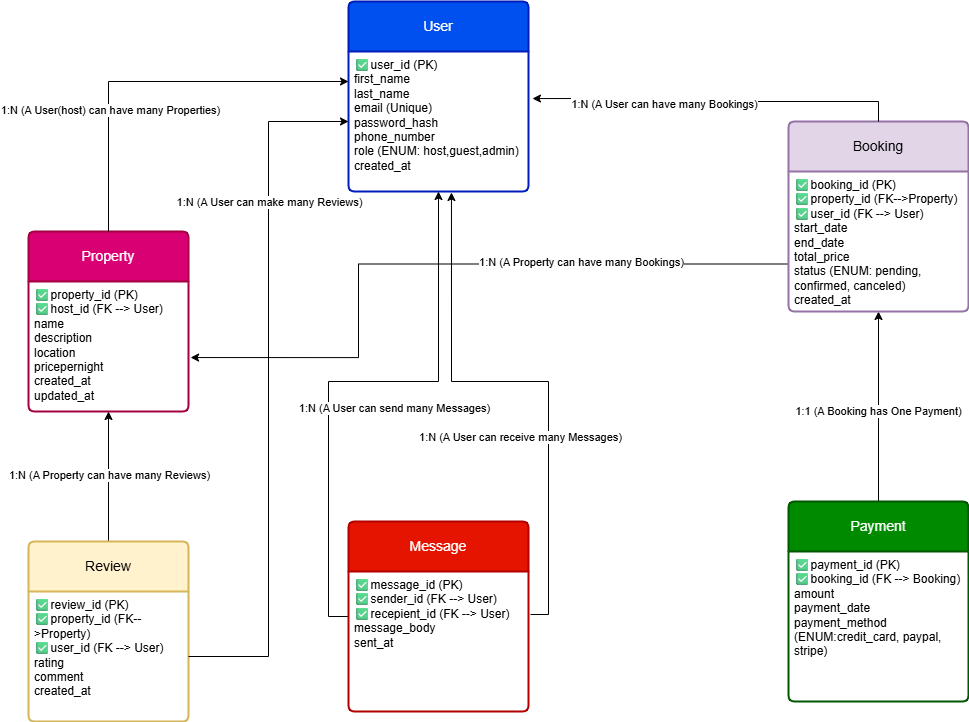 User
✅ user_id (PK)
first_name
last_name
email (Unique)
password_hash
phone_number
role (ENUM: host,guest,admin)
created_at
1:N (A User(host) can have many Properties)
1:N (A User can have many Bookings)
Booking
✅ booking_id (PK)
✅ property_id (FK-->Property)
✅ user_id (FK --> User)
start_date
end_date
total_price
status (ENUM: pending,
confirmed, canceled)
created_at
1:N (A User can make many Reviews)
Property
✅ property_id (PK)
✅ host_id (FK --> User)
name
description
location
pricepernight
created_at
updated_at
1:N (A Property can have many Bookings)
1:N (A User can send many Messages)
1:N (A User can receive many Messages)
1:1 (A Booking has One Payment)
1:N (A Property can have many Reviews)
Review
✅ review_id (PK)
✅ property_id (FK--
>Property)
✅ user_id (FK --> User)
rating
comment
created_at
Message
✅ message_id (PK)
✅ sender_id (FK --> User)
✅ recepient_id (FK --> User)
message_body
sent_at
Payment
✅ payment_id (PK)
✅ booking_id (FK --> Booking)
amount
payment_date
payment_method
(ENUM:credit_card, paypal,
stripe)